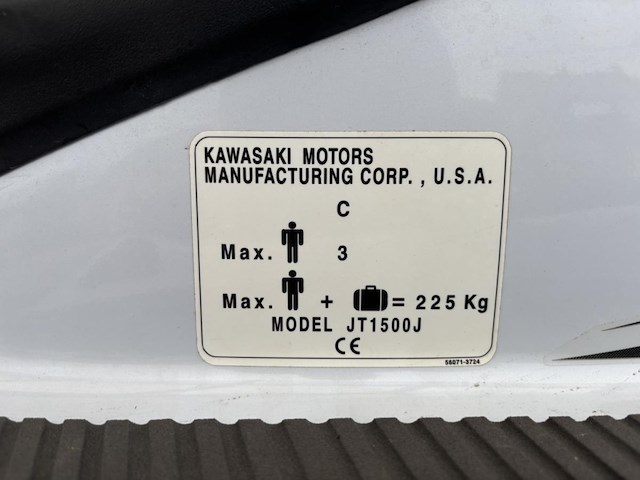 KAWASAKI MOTORS
MANUFACTURING CORP. , U.S.A.
C
Max. 3
Max. + = 225 Kg
MODEL JT1500J
CE
56071-3724